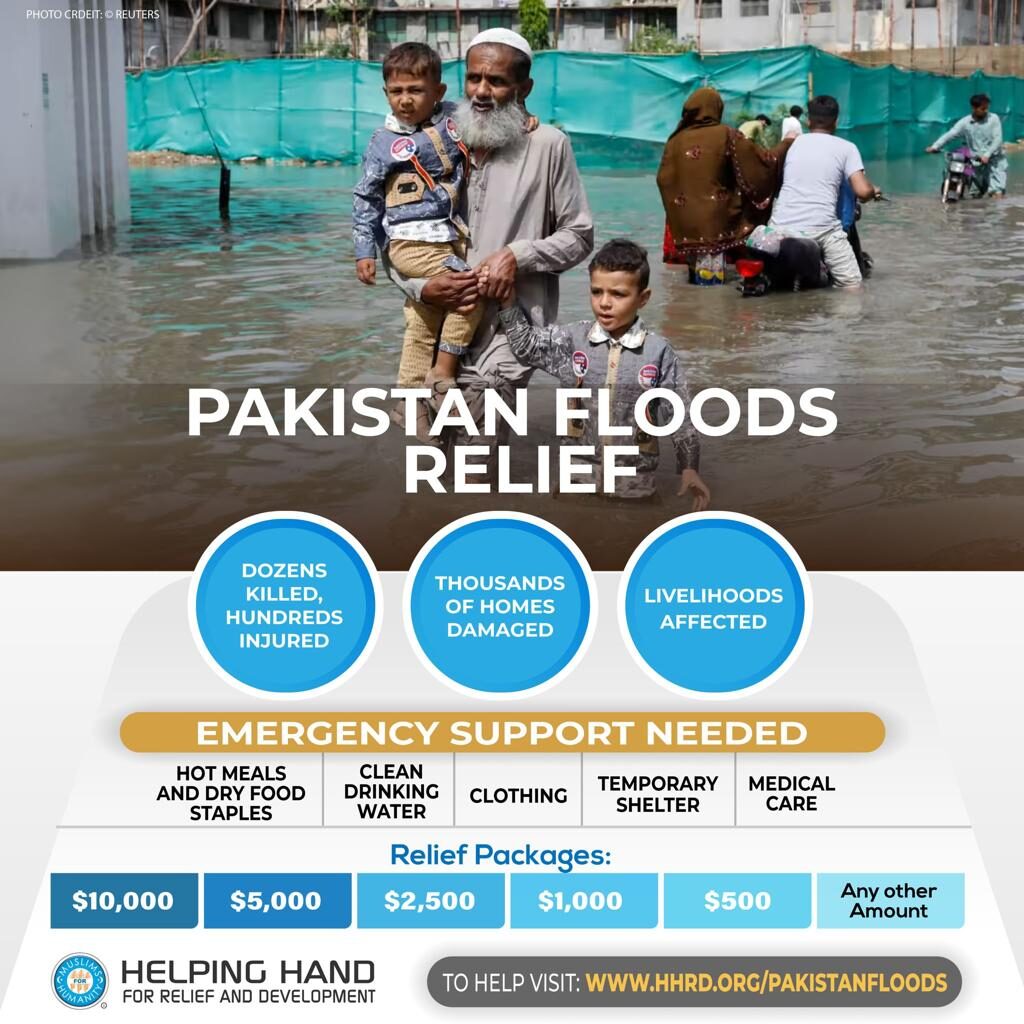 PHOTO CRDEIT: © REUTERS
PAKISTAN FLOODS
RELIEF
DOZENS
KILLED,
HUNDREDS
INJURED
THOUSANDS
OF HOMES
DAMAGED
LIVELIHOODS
AFFECTED
EMERGENCY SUPPORT NEEDED
HOT MEALS
AND DRY FOOD
STAPLES
CLEAN
DRINKING
WATER
CLOTHING
TEMPORARY
SHELTER
MEDICAL
CARE
Relief Packages:
$10,000
$5,000
$2,500
$1,000
$500
Any other
Amount
MUSLIMS
FOR
HUMANITY
®
HELPING HAND
FOR RELIEF AND DEVELOPMENT
TO HELP VISIT: WWW.HHRD.ORG/PAKISTANFLOODS